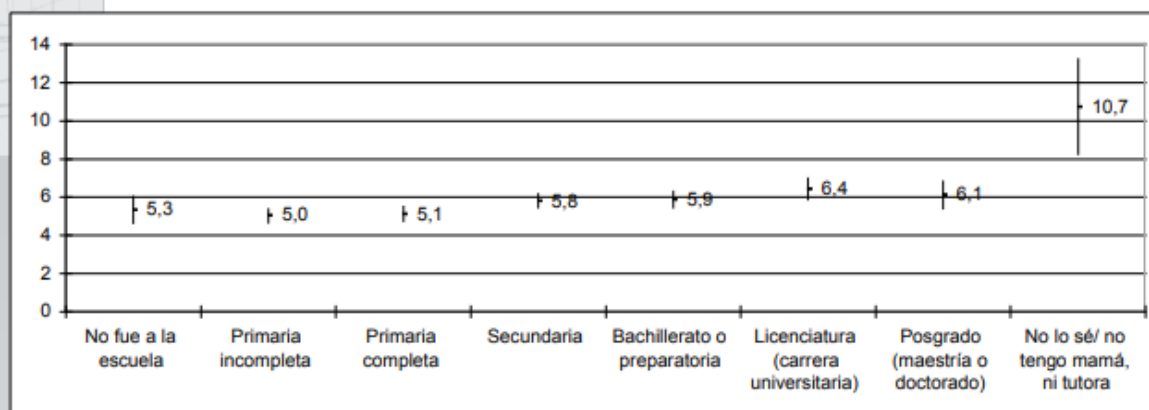 14
12
10
8
6
4
2
0
5,3
5,0
5,1
5,8
5,9
6,4
6,1
10,7
No fue a la
escuela
Primaria
incompleta
Primaria
completa
Secundaria
Bachillerato o
preparatoria
Licenciatura
(carrera
universitaria)
Posgrado
(maestría o
doctorado)
No lo sé/ no
tengo mamá,
ni tutora